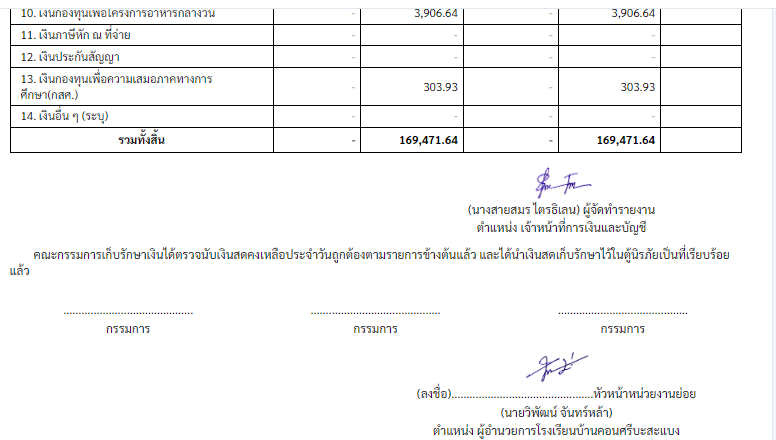 10. เงินกองทุนเพื่อโครงการอาหารกลางวัน - 3,906.64 - 3,906.64
11. เงินภาษีหัก ณ ที่จ่าย - - - -
12. เงินประกันสัญญา - - - -
13. เงินกองทุนเพื่อความเสมอภาคทางการ
ศึกษา(กสศ.) - 303.93 - 303.93
14. เงินอื่น ๆ (ระบุ) - - - -
รวมทั้งสิ้น - 169,471.64 - 169,471.64
(นางสายสมร ไตรธิเลน) ผู้จัดทำรายงาน
ตำแหน่ง เจ้าหน้าที่การเงินและบัญชี
คณะกรรมการเก็บรักษาเงินได้ตรวจนับเงินสดคงเหลือประจำวันถูกต้องตามรายการข้างต้นแล้ว และได้นำเงินสดเก็บรักษาไว้ในตู้นิรภัยเป็นที่เรียบร้อย
แล้ว
........................................... ........................................... ...........................................
กรรมการ กรรมการ กรรมการ
(ลงชื่อ)...............................................หัวหน้าหน่วยงานย่อย
(นายวิพัฒน์ จันทร์หล้า)
ตำแหน่ง ผู้อำนวยการโรงเรียนบ้านคอนศรีบะสะแบง